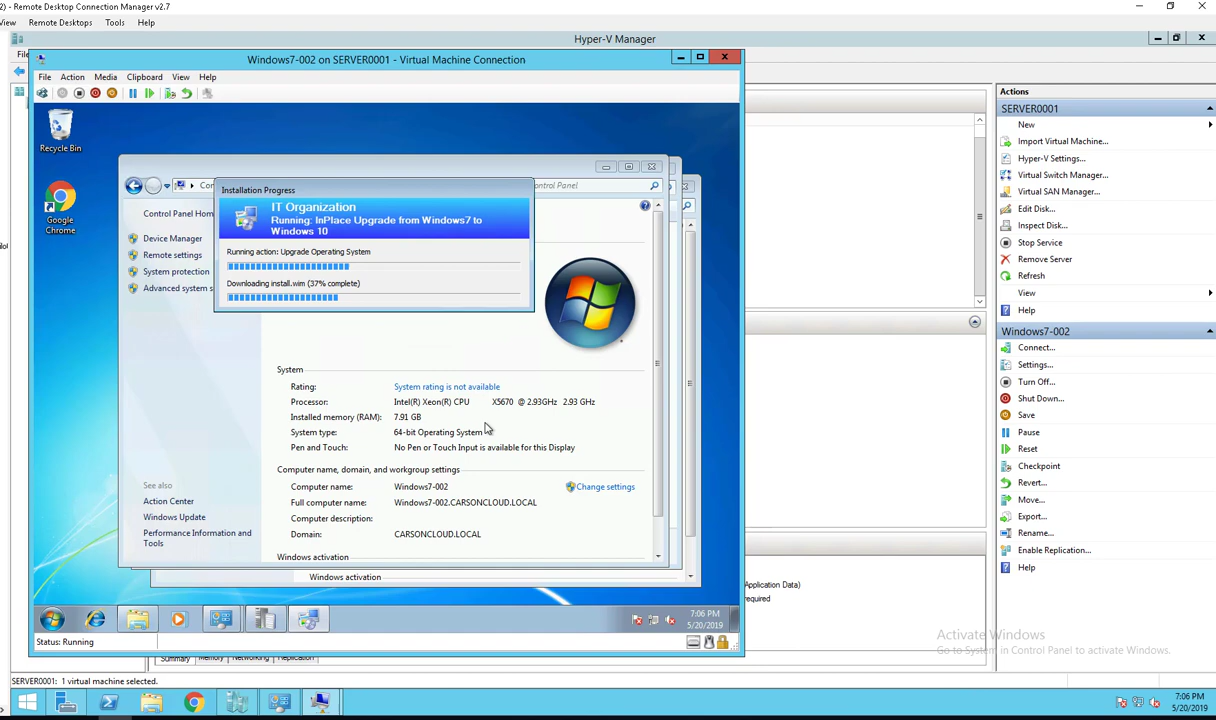 2) - Remote Desktop Connection Manager v2.7
View Remote Desktops Tools Help
Hyper-V Manager
File
Windows7-002 on SERVER0001 - Virtual Machine Connection
File Action Media Clipboard View Help
Recycle Bin
Google
Chrome
Control Panel
Control Panel Home
Device Manager
Remote settings
System protection
Advanced system s
Installation Progress
IT Organization
Running: InPlace Upgrade from Windows7 to
Windows 10
Running action: Upgrade Operating System
Downloading install.wim (37% complete)
System
Rating: System rating is not available
Processor: Intel(R) Xeon(R) CPU X5670 @ 2.93GHz 2.93 GHz
Installed memory (RAM): 7.91 GB
System type: 64-bit Operating System
Pen and Touch: No Pen or Touch Input is available for this Display
Computer name, domain, and workgroup settings
Computer name: Windows7-002
Change settings
Full computer name: Windows7-002.CARSONCLOUD.LOCAL
Computer description:
Domain: CARSONCLOUD.LOCAL
Windows activation
Windows activation
See also
Action Center
Windows Update
Performance Information and
Tools
7:06 PM
5/20/2019
Status: Running
Summary Memory Networking Replication
SERVER0001: 1 virtual machine selected.
Application Data)
required
Actions
SERVER0001
New
Import Virtual Machine...
Hyper-V Settings...
Virtual Switch Manager...
Virtual SAN Manager...
Edit Disk...
Inspect Disk...
Stop Service
Remove Server
Refresh
View
Help
Windows7-002
Connect...
Settings...
Turn Off...
Shut Down...
Save
Pause
Reset
Checkpoint
Revert...
Move...
Export...
Rename...
Enable Replication...
Help
Activate Windows
Go to System in Control Panel to activate Windows.
7:06 PM
5/20/2019